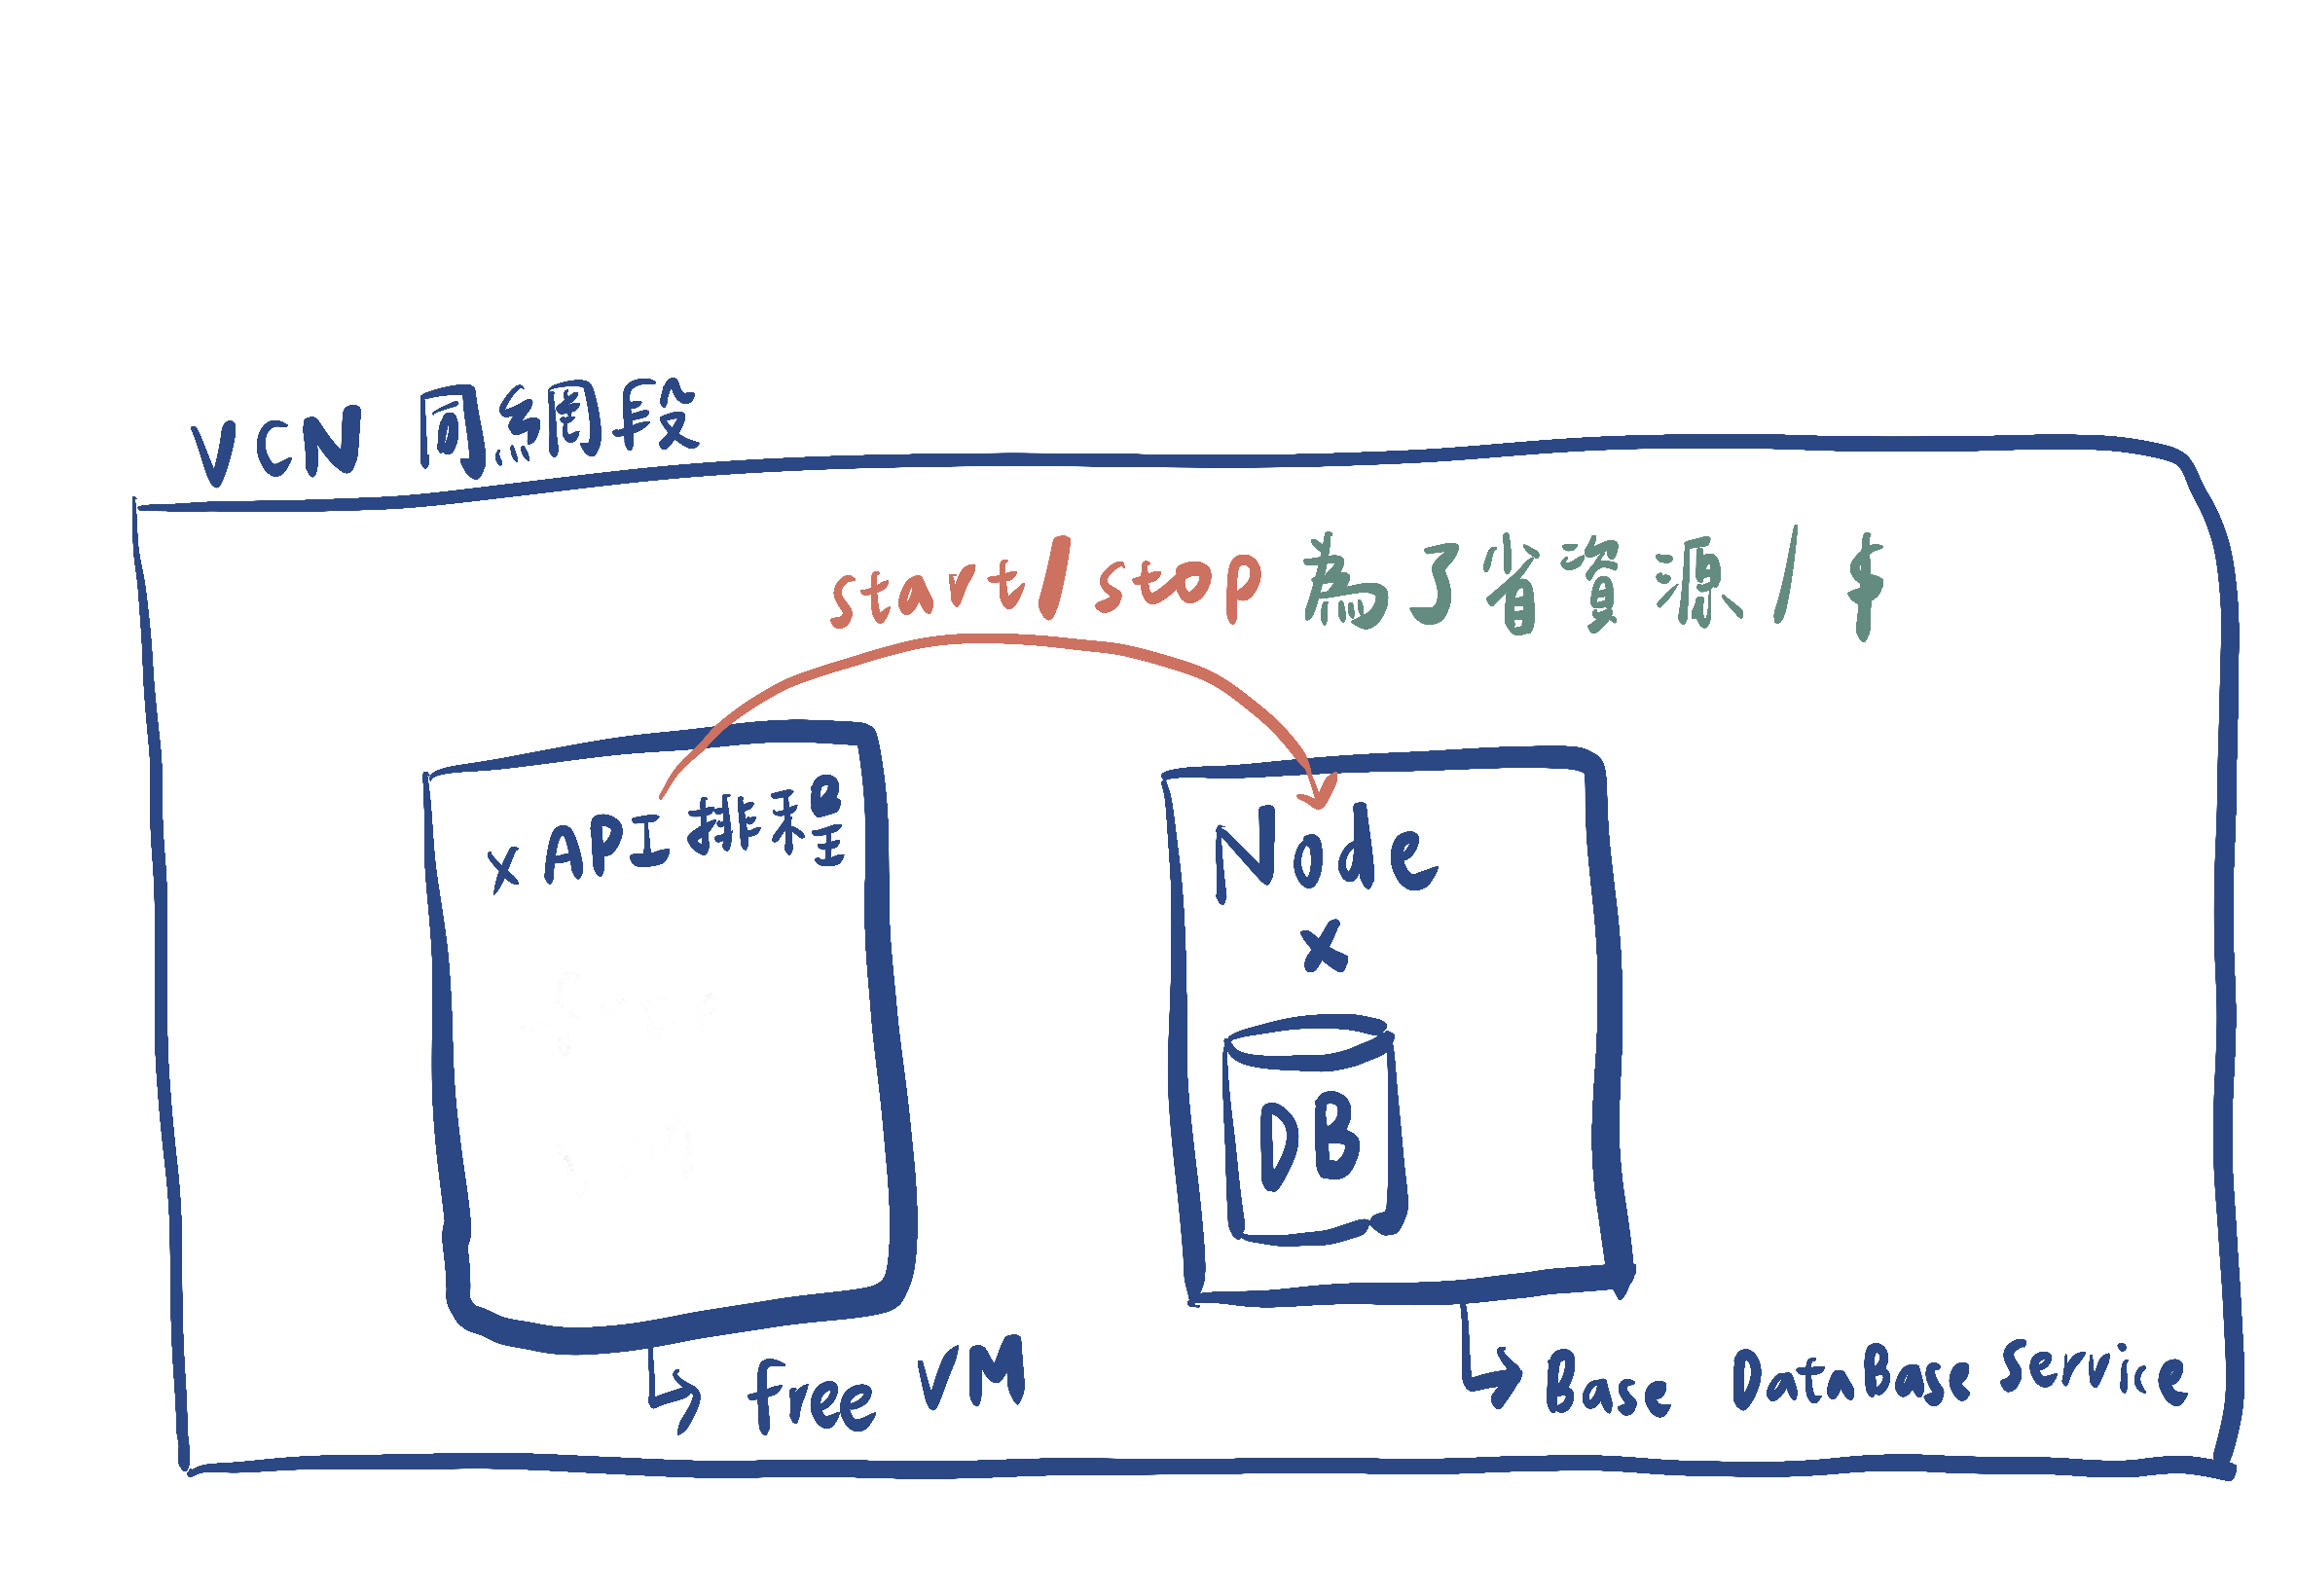 VCN 同網段
start/stop 為了省資源/$
x API排程
Node
x
DB
free VM
Base DataBase Service